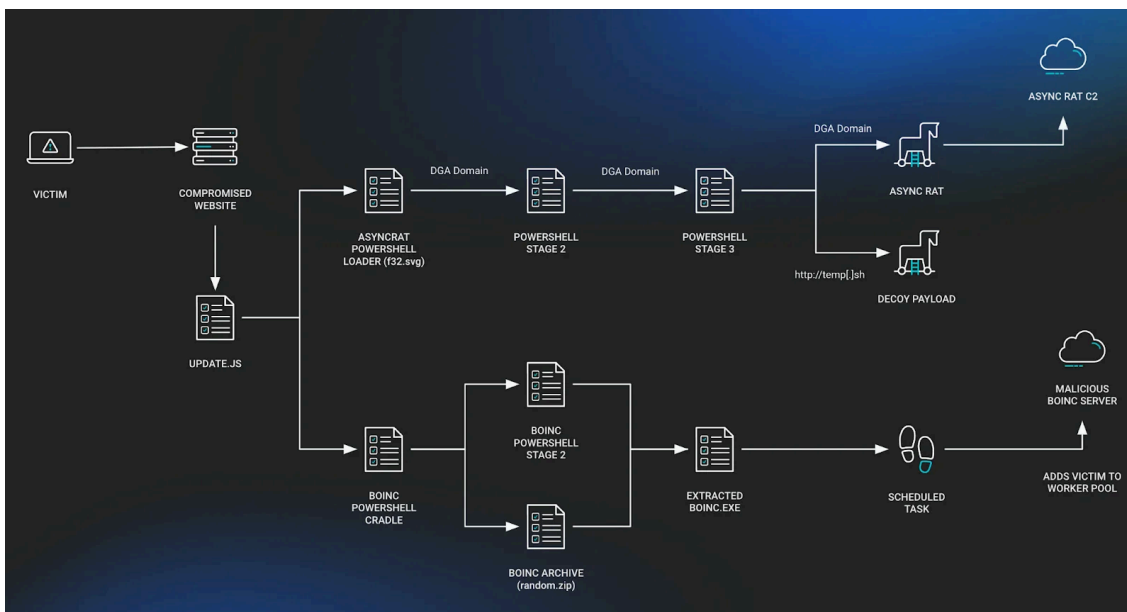 ASYNC RAT C2
DGA Domain
DGA Domain
DGA Domain
VICTIM
COMPROMISED
WEBSITE
ASYNCRAT
POWERSHELL
LOADER (f32.svg)
POWERSHELL
STAGE 2
POWERSHELL
STAGE 3
ASYNC RAT
http://temp[.]sh
DECOY PAYLOAD
UPDATE.JS
MALICIOUS
BOINC SERVER
BOINC
POWERSHELL
STAGE 2
BOINC
POWERSHELL
CRADLE
EXTRACTED
BOINC.EXE
SCHEDULED
TASK
ADDS VICTIM TO
WORKER POOL
BOINC ARCHIVE
(random.zip)